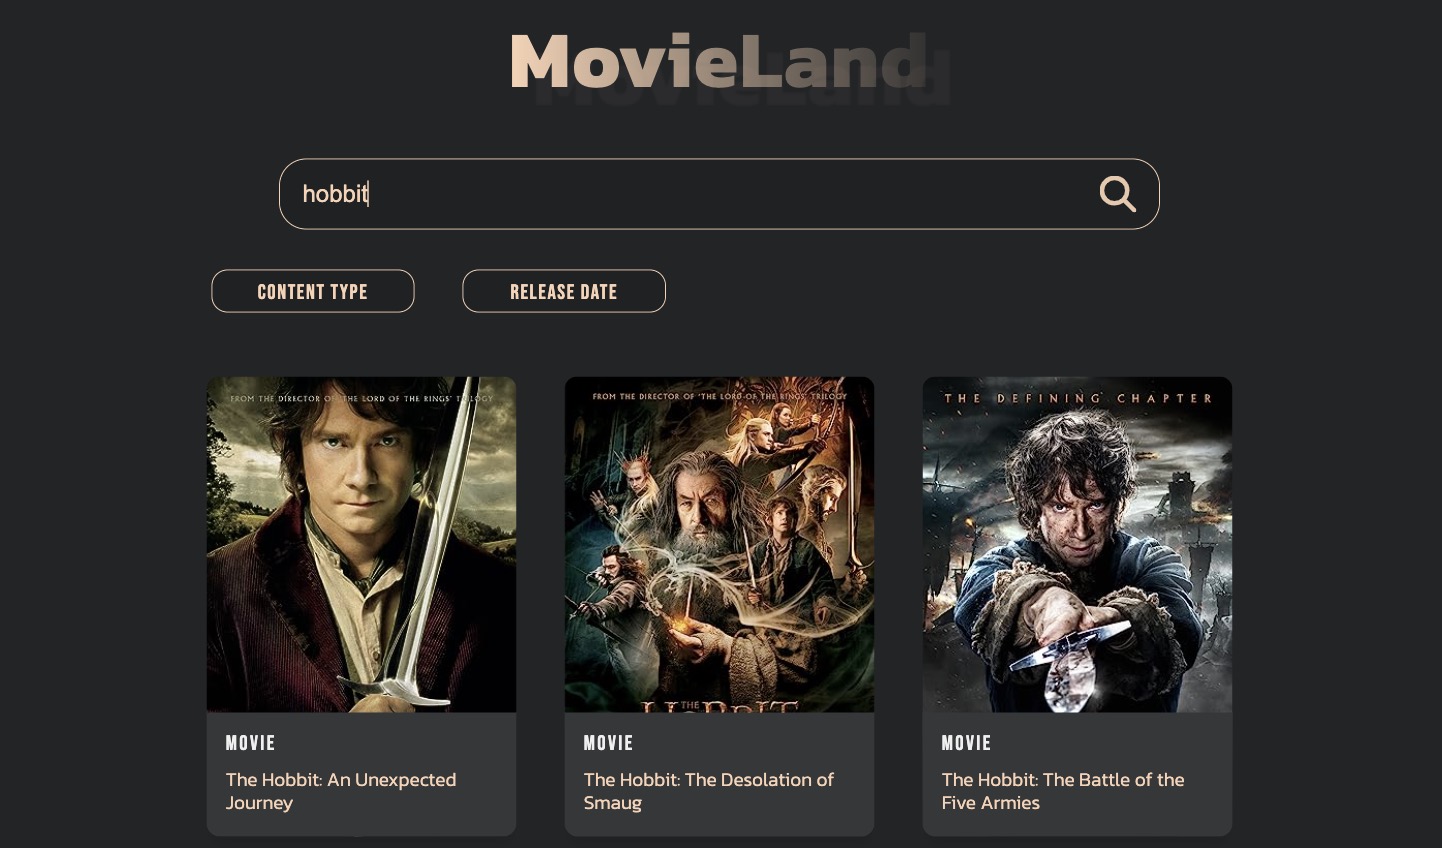 MovieLand
hobbit
CONTENT TYPE
RELEASE DATE
FROM THE DIRECTOR OF 'THE LORD OF THE RINGS' TRILOGY
FROM THE DIRECTOR OF 'THE LORD OF THE RINGS' TRILOGY
THE DEFINING CHAPTER
THE
HOBBIT
MOVIE
The Hobbit: An Unexpected
Journey
MOVIE
The Hobbit: The Desolation of
Smaug
MOVIE
The Hobbit: The Battle of the
Five Armies